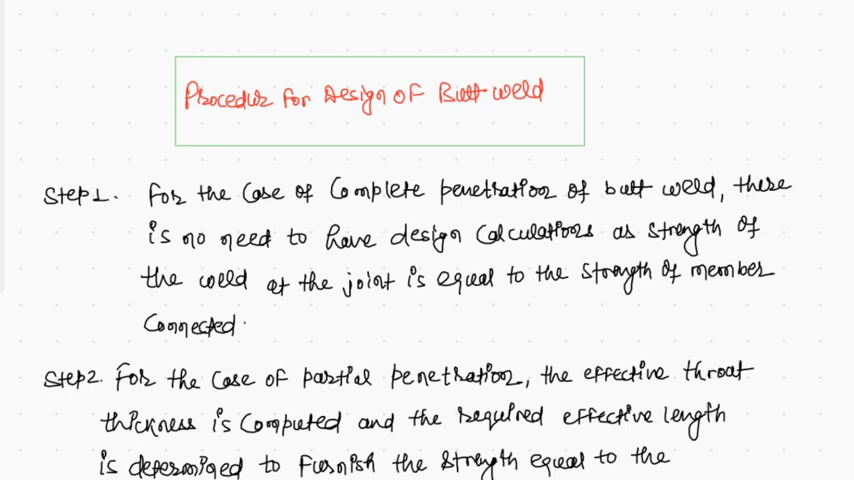 Procedur for Design of Butt weld
Step1. For the case of Complete penetration of butt weld, there
is no need to have design calculations as strength of
the weld at the joint is equal to the strength of member
Connected.
Step2. For the case of partial penetration, the effective throat
thickness is Computed and the required effective length
is determined to furnish the strength equal to the